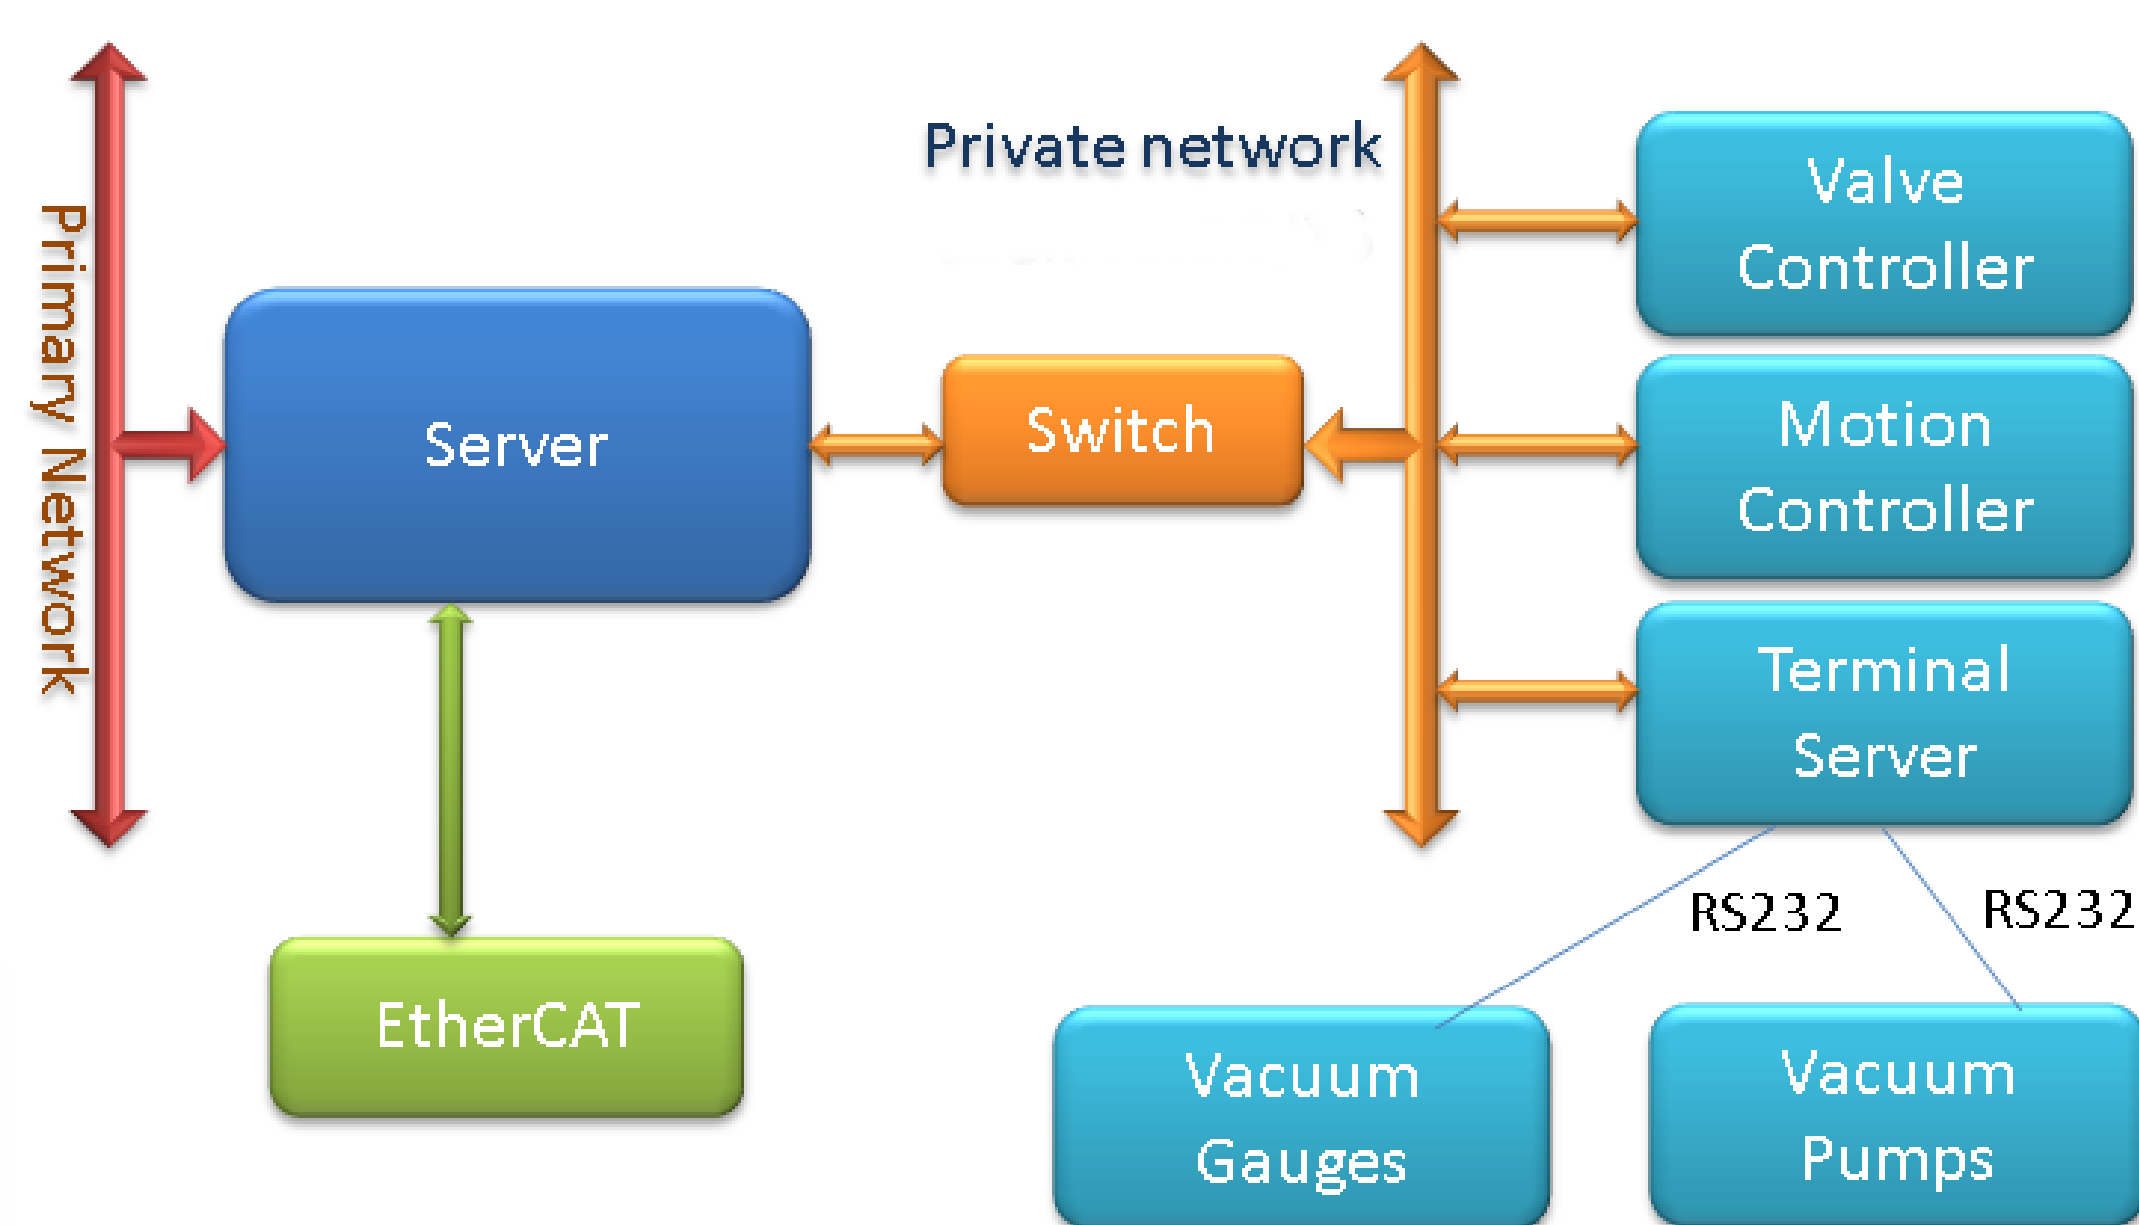 Primary Network
Private network
Server
Switch
Valve
Controller
Motion
Controller
Terminal
Server
RS232
RS232
EtherCAT
Vacuum
Gauges
Vacuum
Pumps